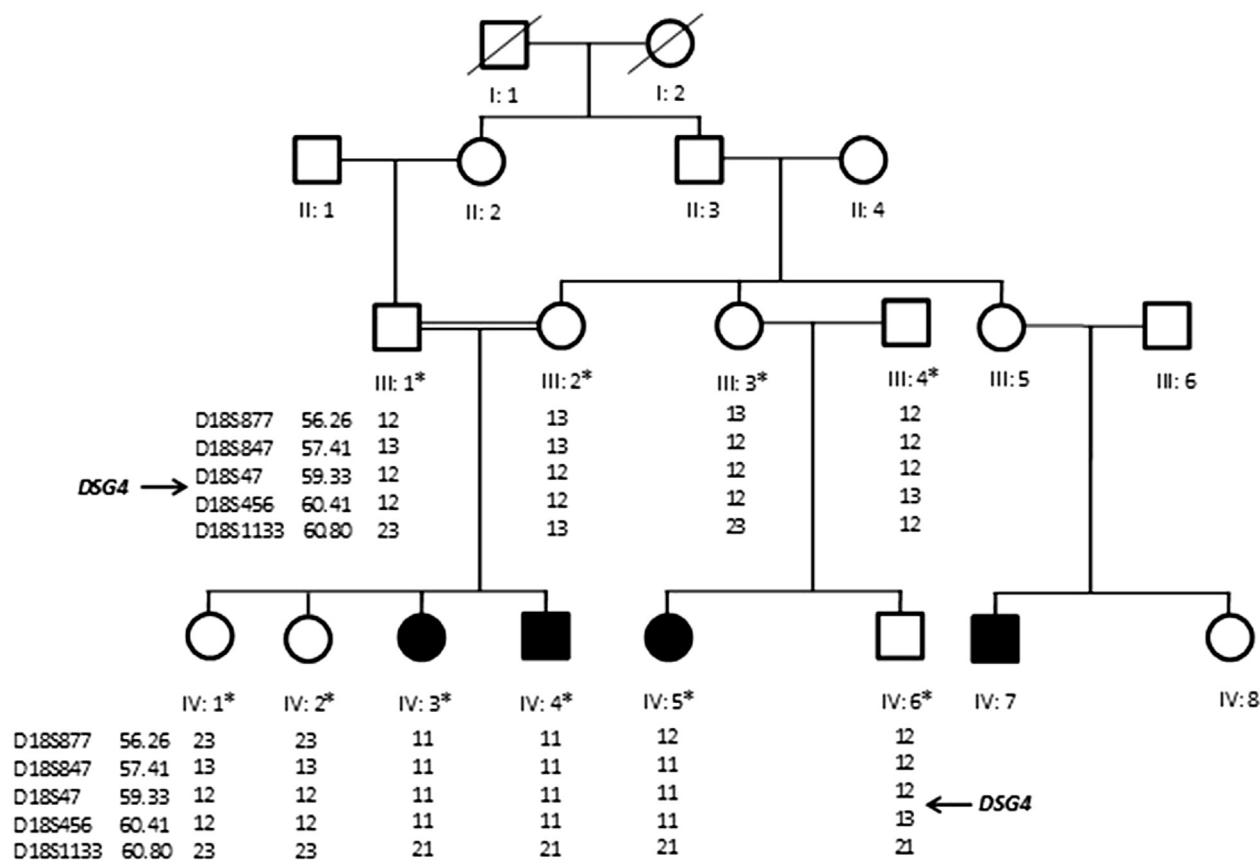 I: 1 I: 2
II: 1 II: 2 II: 3 II: 4
III: 1* III: 2* III: 3* III: 4* III: 5 III: 6
D18S877 56.26 12 13 13 12
D18S847 57.41 13 13 12 12
D18S47 59.33 12 12 12 12
DSG4
D18S456 60.41 12 12 12 13
D18S1133 60.80 23 13 23 12
IV: 1* IV: 2* IV: 3* IV: 4* IV: 5* IV: 6* IV: 7 IV: 8
D18S877 56.26 23 23 11 11 12 12
D18S847 57.41 13 13 11 11 11 12
D18S47 59.33 12 12 11 11 11 12
DSG4
D18S456 60.41 12 12 11 11 11 13
D18S1133 60.80 23 23 21 21 21 21